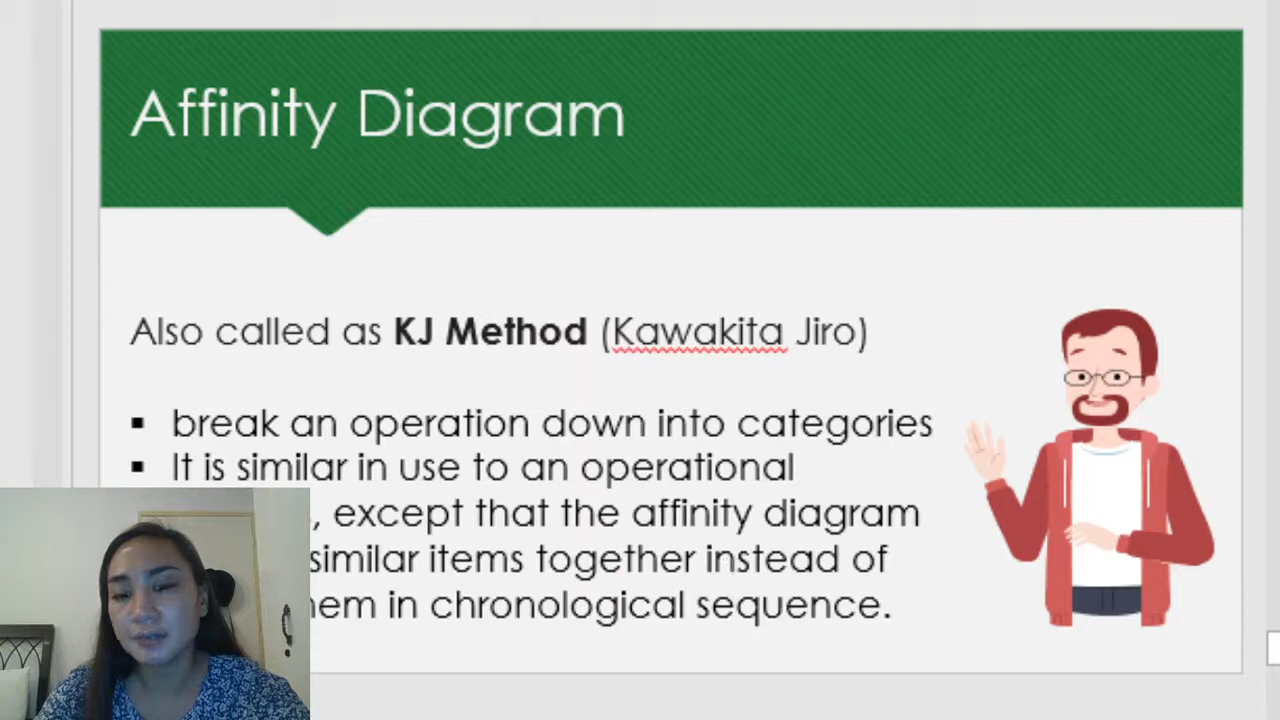 Affinity Diagram
Also called as KJ Method (Kawakita Jiro)
▪ break an operation down into categories
▪ It is similar in use to an operational
, except that the affinity diagram
similar items together instead of
in chronological sequence.